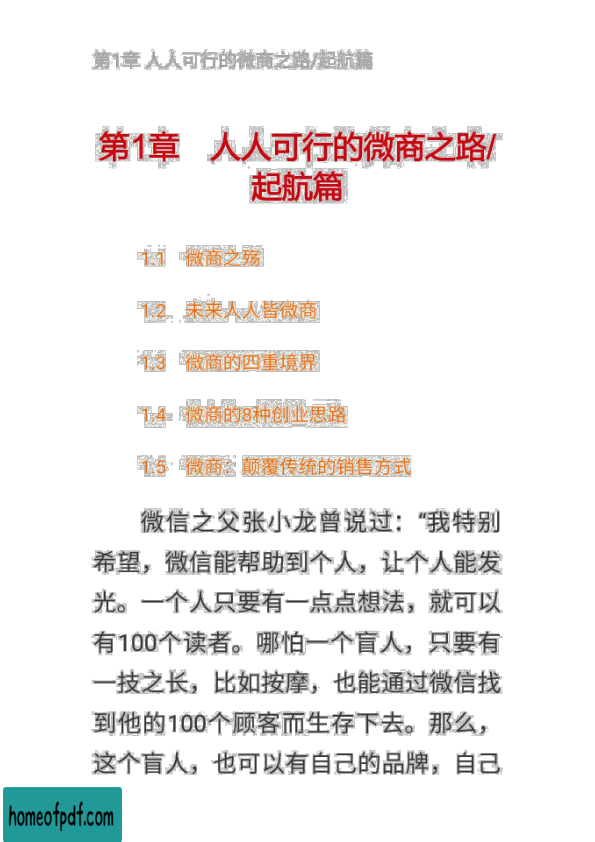 第1章 人人可行的微商之路/起航篇
第1章 人人可行的微商之路/
起航篇
1.1 微商之殇
1.2 未来人人皆微商
1.3 微商的四重境界
1.4 微商的8种创业思路
1.5 微商：颠覆传统的销售方式
微信之父张小龙曾说过：“我特别
希望，微信能帮助到个人，让个人能发
光。一个人只要有一点点想法，就可以
有100个读者。哪怕一个盲人，只要有
一技之长，比如按摩，也能通过微信找
到他的100个顾客而生存下去。那么，
这个盲人，也可以有自己的品牌，自己
homeofpdf.com